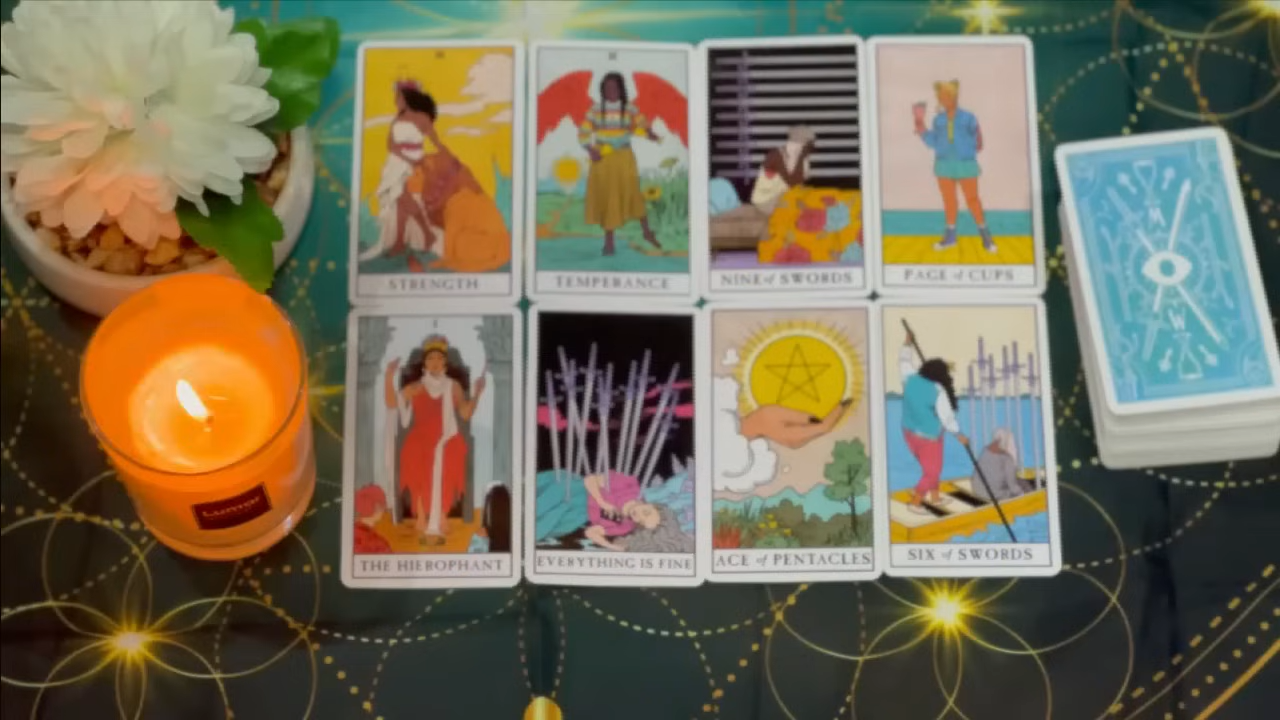 STRENGTH
TEMPERANCE
NINE of SWORDS
PAGE of CUPS
THE HIEROPHANT
EVERYTHING IS FINE
ACE of PENTACLES
SIX of SWORDS